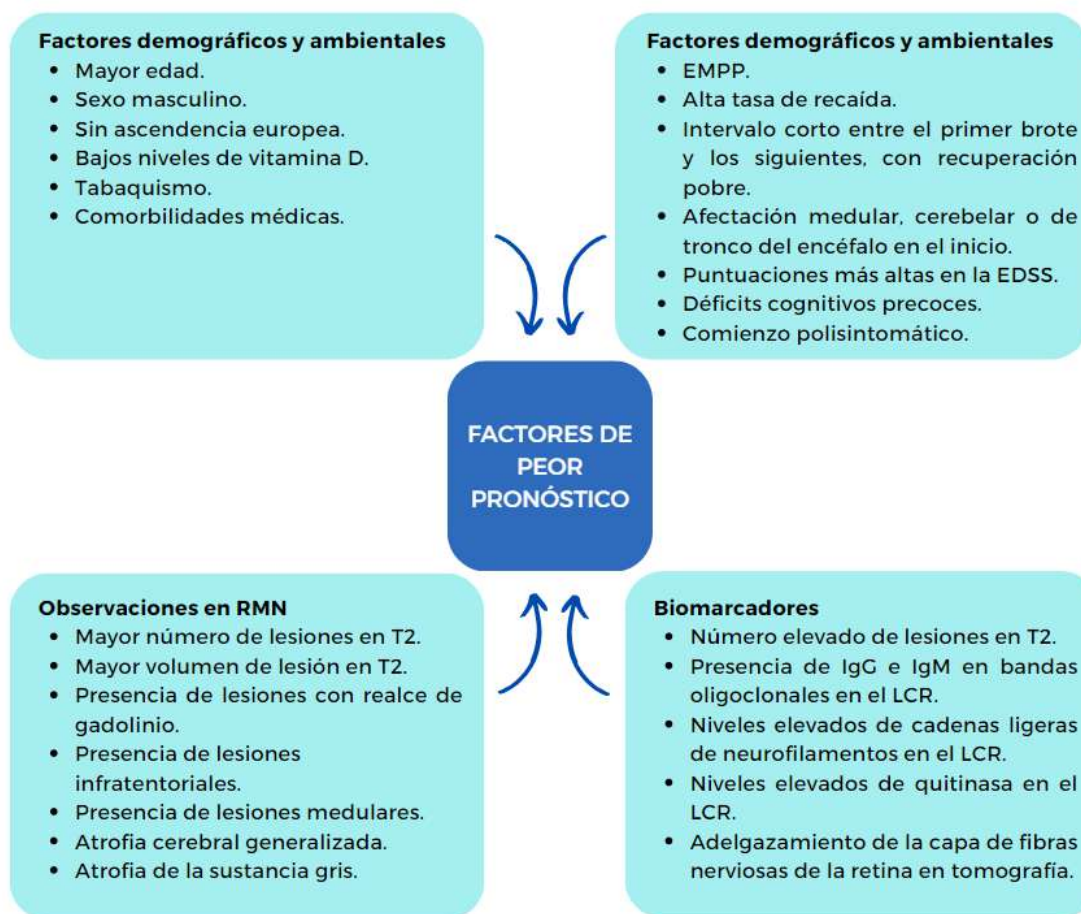 Factores demográficos y ambientales
• Mayor edad.
• Sexo masculino.
• Sin ascendencia europea.
• Bajos niveles de vitamina D.
• Tabaquismo.
• Comorbilidades médicas.
Factores demográficos y ambientales
• EMPP.
• Alta tasa de recaída.
• Intervalo corto entre el primer brote
y los siguientes, con recuperación
pobre.
• Afectación medular, cerebelar o de
tronco del encéfalo en el inicio.
• Puntuaciones más altas en la EDSS.
• Déficits cognitivos precoces.
• Comienzo polisintomático.
FACTORES DE
PEOR
PRONÓSTICO
Observaciones en RMN
• Mayor número de lesiones en T2.
• Mayor volumen de lesión en T2.
• Presencia de lesiones con realce de
gadolinio.
• Presencia de lesiones
infratentoriales.
• Presencia de lesiones medulares.
• Atrofia cerebral generalizada.
• Atrofia de la sustancia gris.
Biomarcadores
• Número elevado de lesiones en T2.
• Presencia de IgG e IgM en bandas
oligoclonales en el LCR.
• Niveles elevados de cadenas ligeras
de neurofilamentos en el LCR.
• Niveles elevados de quitinasa en el
LCR.
• Adelgazamiento de la capa de fibras
nerviosas de la retina en tomografía.